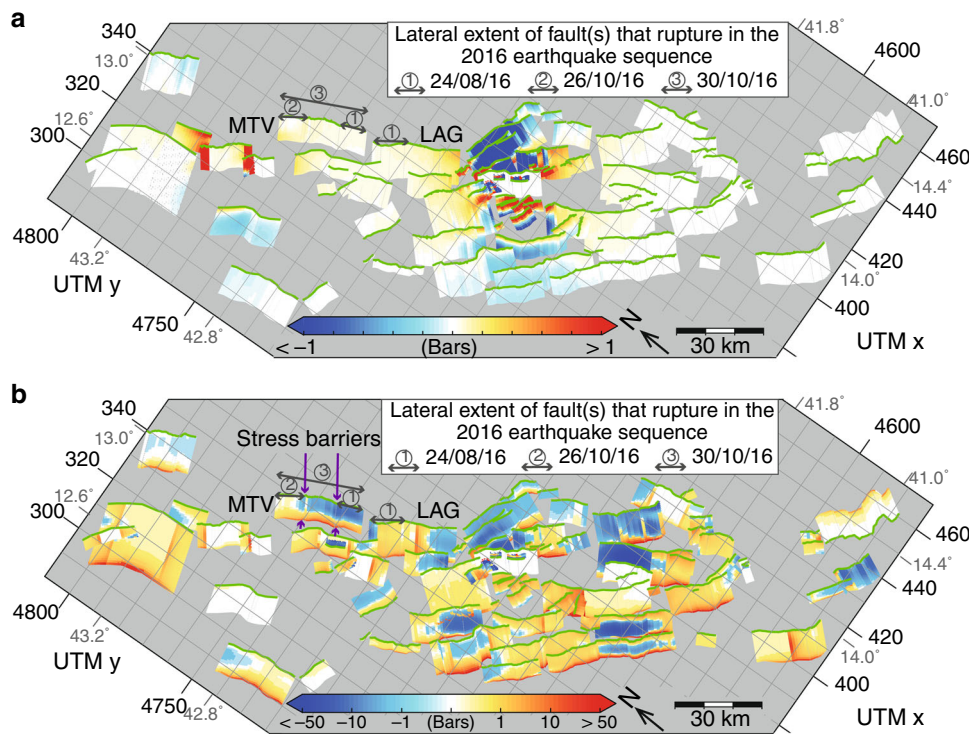 a
Lateral extent of fault(s) that rupture in the
2016 earthquake sequence
1 24/08/16 2 26/10/16 3 30/10/16
340
13.0°
320
12.6°
300
4800
43.2°
UTM y
4750
42.8°
3
2
1
MTV
1
LAG
41.8°
4600
41.0°
460
14.4°
440
420
14.0°
400
UTM x
< −1 (Bars) > 1
N
30 km
b
Lateral extent of fault(s) that rupture in the
2016 earthquake sequence
1 24/08/16 2 26/10/16 3 30/10/16
340
13.0°
320
12.6°
300
4800
43.2°
UTM y
4750
42.8°
Stress barriers
3
2
1
MTV
1
LAG
41.8°
4600
41.0°
460
14.4°
440
420
14.0°
400
UTM x
< −50 −10 −1 (Bars) 1 10 > 50
N
30 km